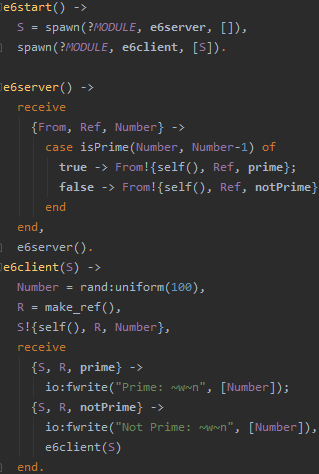 e6start() ->
  S = spawn(?MODULE, e6server, []),
  spawn(?MODULE, e6client, [S]).

e6server() ->
  receive
    {From, Ref, Number} ->
      case isPrime(Number, Number-1) of
        true -> From!{self(), Ref, prime};
        false -> From!{self(), Ref, notPrime}
      end
  end,
  e6server().
e6client(S) ->
  Number = rand:uniform(100),
  R = make_ref(),
  S!{self(), R, Number},
  receive
    {S, R, prime} ->
      io:fwrite("Prime: ~w~n", [Number]);
    {S, R, notPrime} ->
      io:fwrite("Not Prime: ~w~n", [Number]),
      e6client(S)
  end.